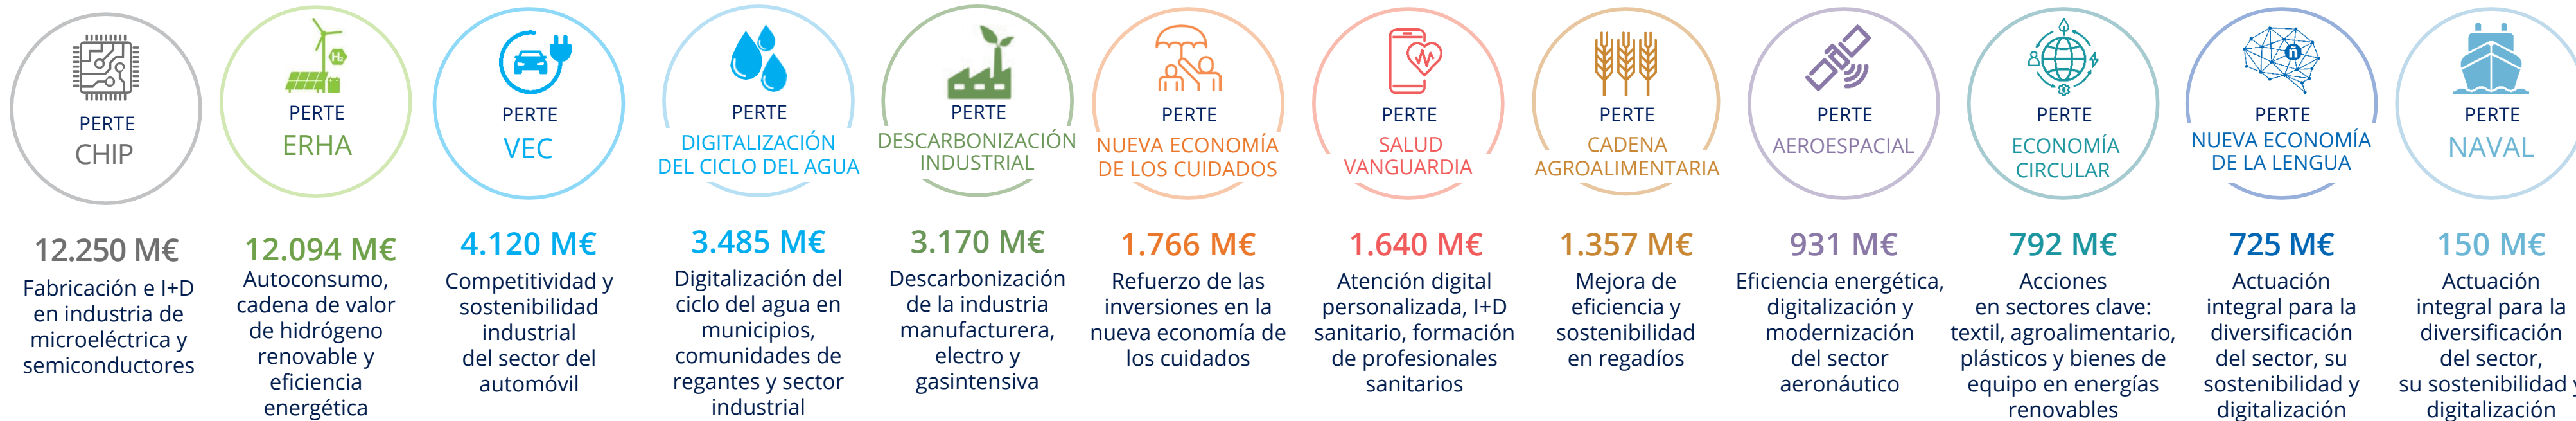 PERTE
CHIP
12.250 M€
Fabricación e I+D
en industria de
microeléctrica y
semiconductores
H₂
PERTE
ERHA
12.094 M€
Autoconsumo,
cadena de valor
de hidrógeno
renovable y
eficiencia
energética
PERTE
VEC
4.120 M€
Competitividad y
sostenibilidad
industrial
del sector del
automóvil
PERTE
DIGITALIZACIÓN
DEL CICLO DEL AGUA
3.485 M€
Digitalización del
ciclo del agua en
municipios,
comunidades de
regantes y sector
industrial
PERTE
DESCARBONIZACIÓN
INDUSTRIAL
3.170 M€
Descarbonización
de la industria
manufacturera,
electro y
gasintensiva
PERTE
NUEVA ECONOMÍA
DE LOS CUIDADOS
1.766 M€
Refuerzo de las
inversiones en la
nueva economía de
los cuidados
PERTE
SALUD
VANGUARDIA
1.640 M€
Atención digital
personalizada, I+D
sanitario, formación
de profesionales
sanitarios
PERTE
CADENA
AGROALIMENTARIA
1.357 M€
Mejora de
eficiencia y
sostenibilidad
en regadíos
PERTE
AEROESPACIAL
931 M€
Eficiencia energética,
digitalización y
modernización
del sector
aeronáutico
PERTE
ECONOMÍA
CIRCULAR
792 M€
Acciones
en sectores clave:
textil, agroalimentario,
plásticos y bienes de
equipo en energías
renovables
ñ
PERTE
NUEVA ECONOMÍA
DE LA LENGUA
725 M€
Actuación
integral para la
diversificación
del sector, su
sostenibilidad y
digitalización
PERTE
NAVAL
150 M€
Actuación
integral para la
diversificación
del sector,
su sostenibilidad y
digitalización